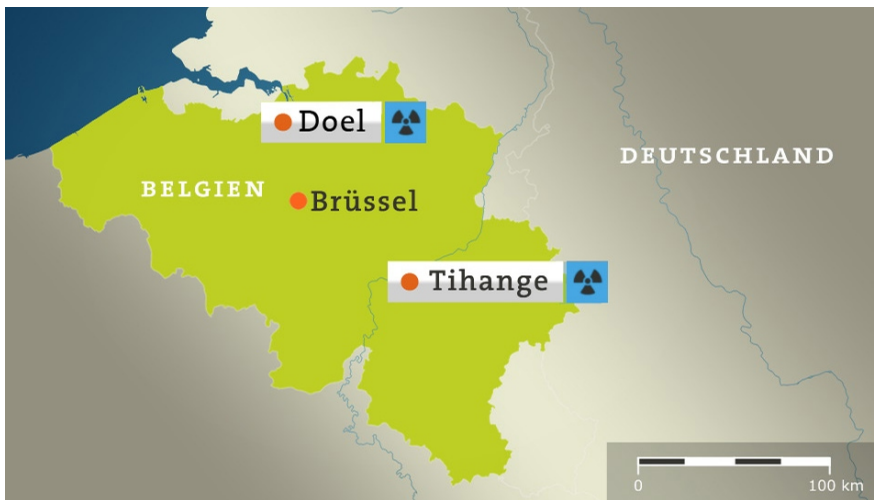 Doel
DEUTSCHLAND
BELGIEN
Brüssel
Tihange
0 100 km